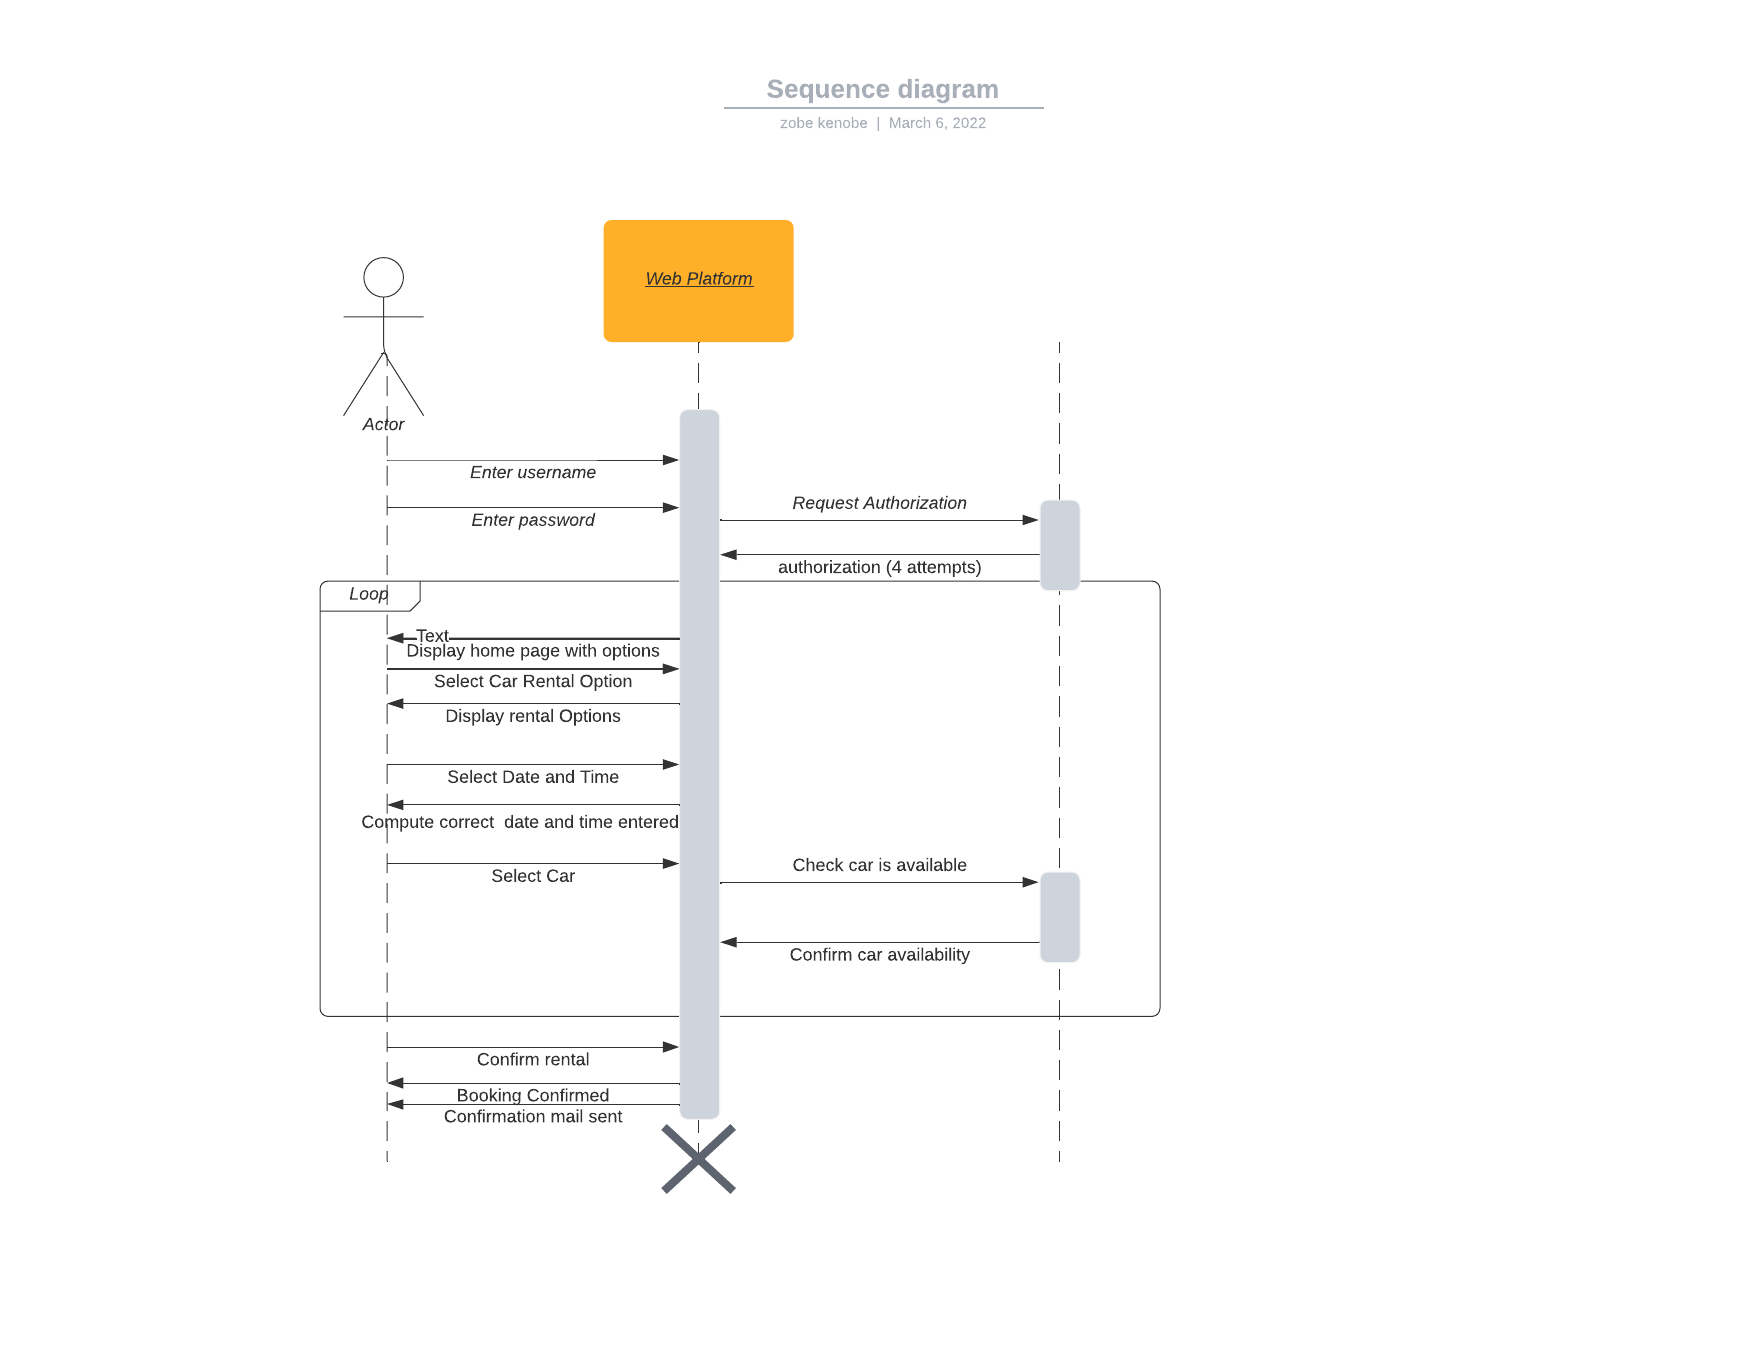 Sequence diagram
zobe kenobe | March 6, 2022
Web Platform
Actor
Enter username
Request Authorization
Enter password
authorization (4 attempts)
Loop
Text
Display home page with options
Select Car Rental Option
Display rental Options
Select Date and Time
Compute correct  date and time entered
Check car is available
Select Car
Confirm car availability
Confirm rental
Booking Confirmed
Confirmation mail sent